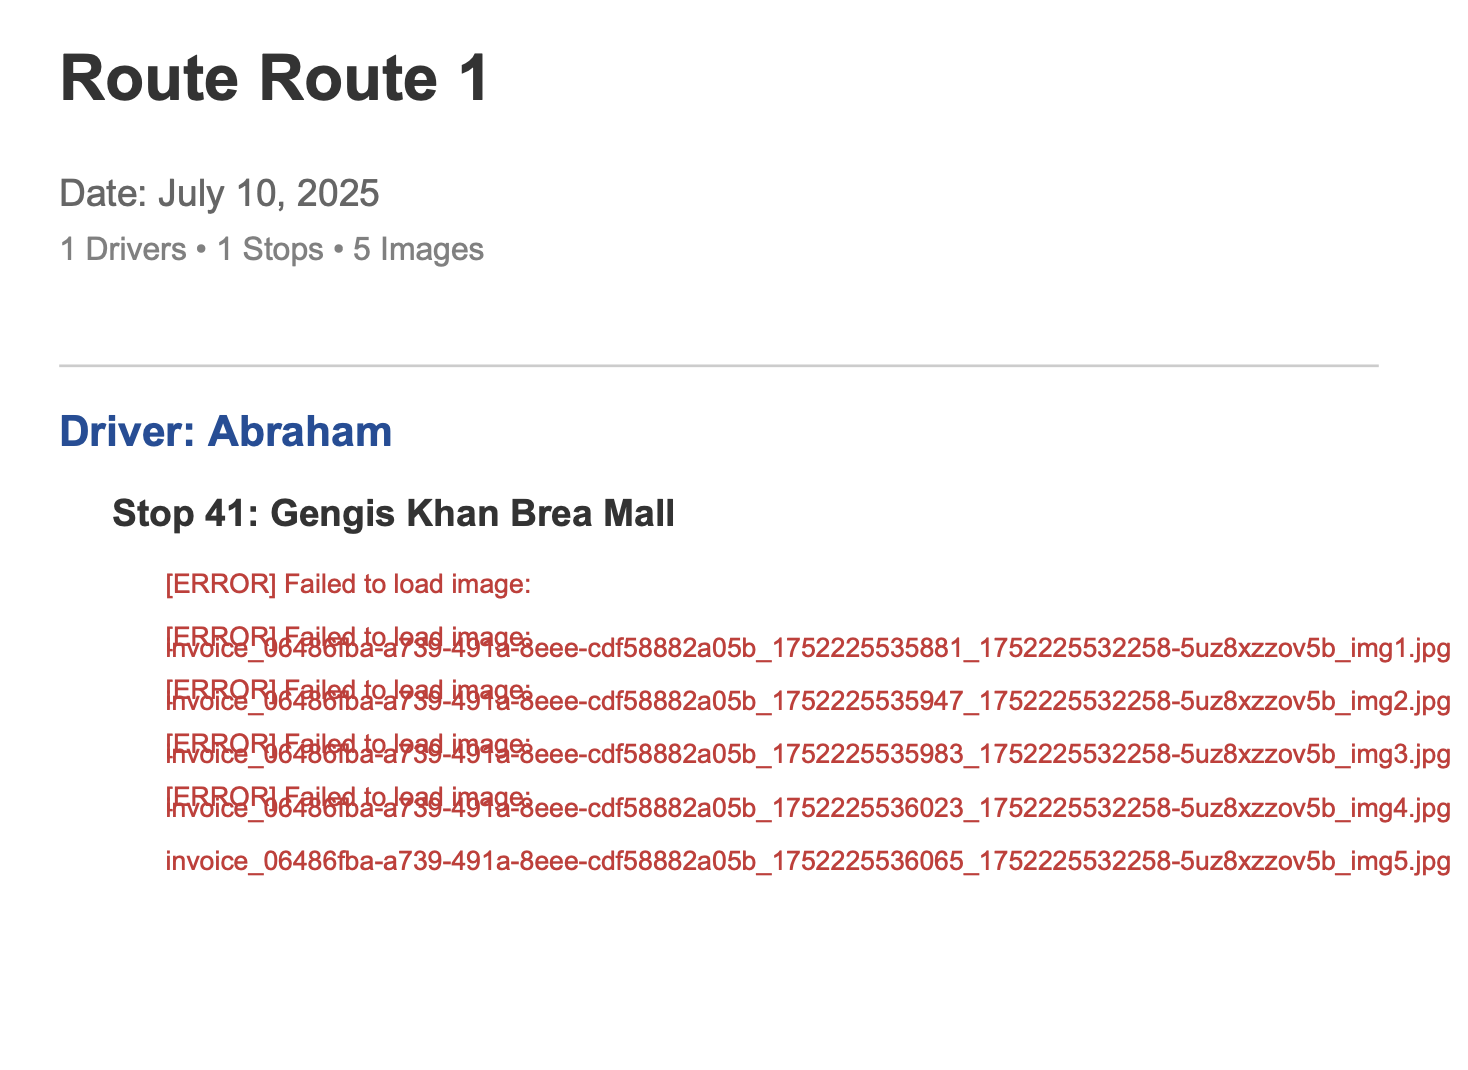 Route Route 1
Date: July 10, 2025
1 Drivers • 1 Stops • 5 Images
Driver: Abraham
Stop 41: Gengis Khan Brea Mall
[ERROR] Failed to load image:
[ERROR] Failed to load image:
invoice_06486fba-a739-491a-8eee-cdf58882a05b_1752225535881_1752225532258-5uz8xzzov5b_img1.jpg
[ERROR] Failed to load image:
invoice_06486fba-a739-491a-8eee-cdf58882a05b_1752225535947_1752225532258-5uz8xzzov5b_img2.jpg
[ERROR] Failed to load image:
invoice_06486fba-a739-491a-8eee-cdf58882a05b_1752225535983_1752225532258-5uz8xzzov5b_img3.jpg
[ERROR] Failed to load image:
invoice_06486fba-a739-491a-8eee-cdf58882a05b_1752225536023_1752225532258-5uz8xzzov5b_img4.jpg
invoice_06486fba-a739-491a-8eee-cdf58882a05b_1752225536065_1752225532258-5uz8xzzov5b_img5.jpg